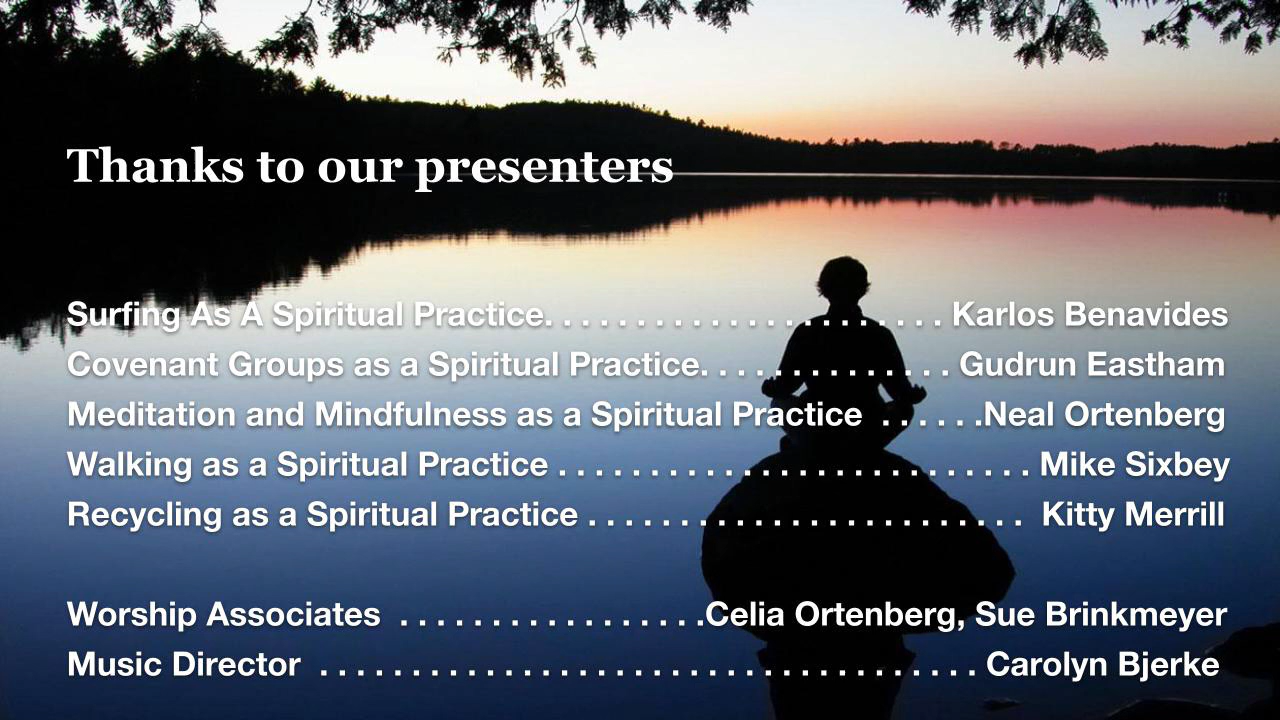 Thanks to our presenters
Surfing As A Spiritual Practice. . . . . . . . . . . . . . . . . . . . . . Karlos Benavides
Covenant Groups as a Spiritual Practice. . . . . . . . . . . . . . Gudrun Eastham
Meditation and Mindfulness as a Spiritual Practice . . . . . .Neal Ortenberg
Walking as a Spiritual Practice . . . . . . . . . . . . . . . . . . . . . . . . . . Mike Sixbey
Recycling as a Spiritual Practice . . . . . . . . . . . . . . . . . . . . . . . . Kitty Merrill
Worship Associates . . . . . . . . . . . . . . . . .Celia Ortenberg, Sue Brinkmeyer
Music Director . . . . . . . . . . . . . . . . . . . . . . . . . . . . . . . . . . . . Carolyn Bjerke